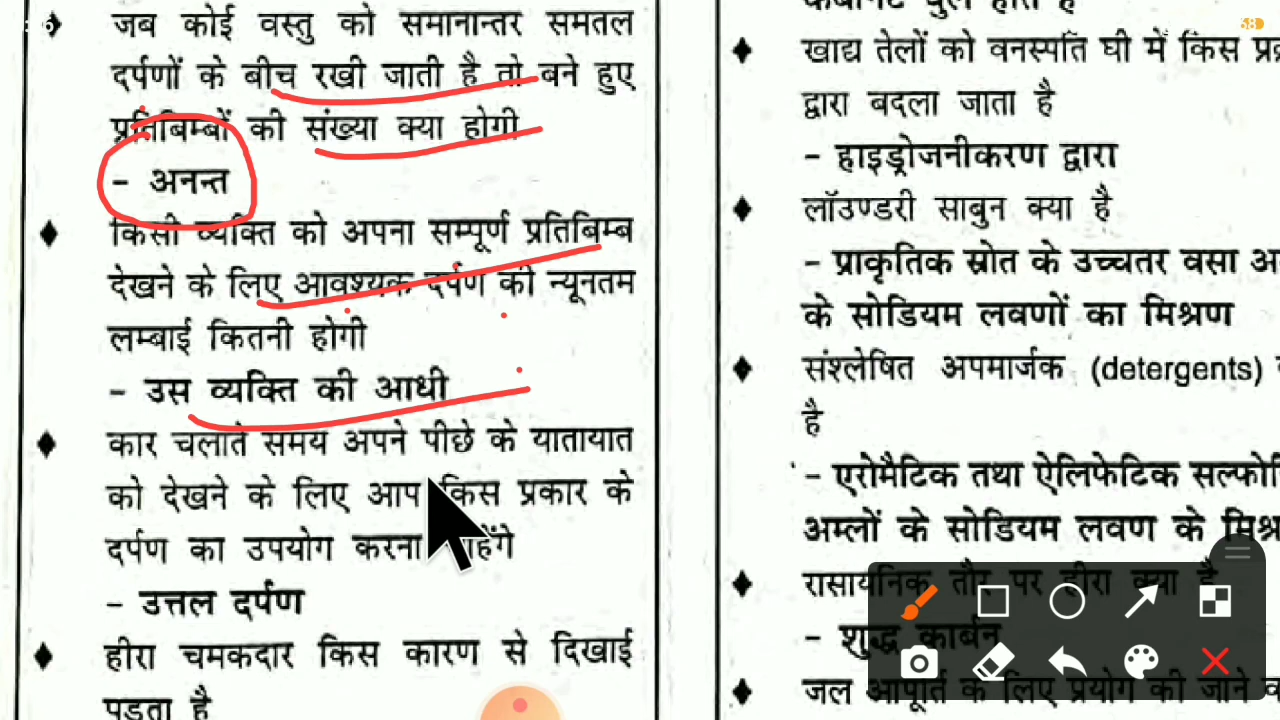 जब कोई वस्तु को समानान्तर समतल
दर्पणों के बीच रखी जाती है तो बने हुए
प्रतिबिम्बों की संख्या क्या होगी
- अनन्त
किसी व्यक्ति को अपना सम्पूर्ण प्रतिबिम्ब
देखने के लिए आवश्यक दर्पण की न्यूनतम
लम्बाई कितनी होगी
- उस व्यक्ति की आधी
कार चलाते समय अपने पीछे के यातायात
को देखने के लिए आप किस प्रकार के
दर्पण का उपयोग करना
- उत्तल दर्पण
हीरा चमकदार किस कारण से दिखाई
पड़ता है
खाद्य तेलों को वनस्पति घी में किस
द्वारा बदला जाता है
- हाइड्रोजनीकरण द्वारा
लॉउण्डरी साबुन क्या है
- प्राकृतिक स्रोत के उच्चतर वसा
के सोडियम लवणों का मिश्रण
संश्लेषित अपमार्जक (detergents)
है
- एरोमैटिक तथा ऐलिफेटिक
अम्लों के सोडियम लवण के
रासायनिक तौर पर हीरा क्या है
- शुद्ध कार्बन
जल आपूर्ति के लिए प्रयोग की जाने